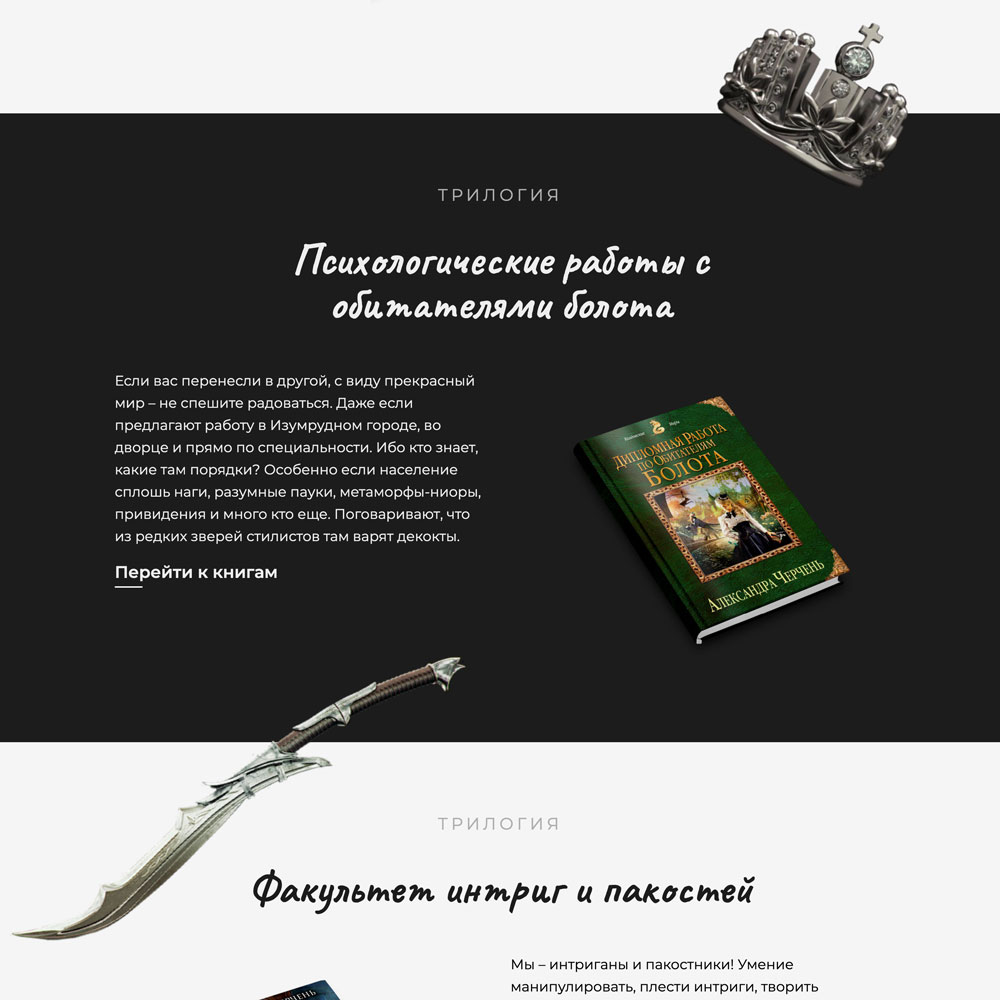 ТРИЛОГИЯ
Психологические работы с
обитателями болота
Если вас перенесли в другой, с виду прекрасный
мир – не спешите радоваться. Даже если
предлагают работу в Изумрудном городе, во
дворце и прямо по специальности. Ибо кто знает,
какие там порядки? Особенно если население
сплошь наги, разумные пауки, метаморфы-ниоры,
привидения и много кто еще. Поговаривают, что
из редких зверей стилистов там варят декокты.
Перейти к книгам
Дипломная Работа
по Обитателям
Болота
Александра Черчень
ТРИЛОГИЯ
Факультет интриг и пакостей
Мы – интриганы и пакостники! Умение
манипулировать, плести интриги, творить